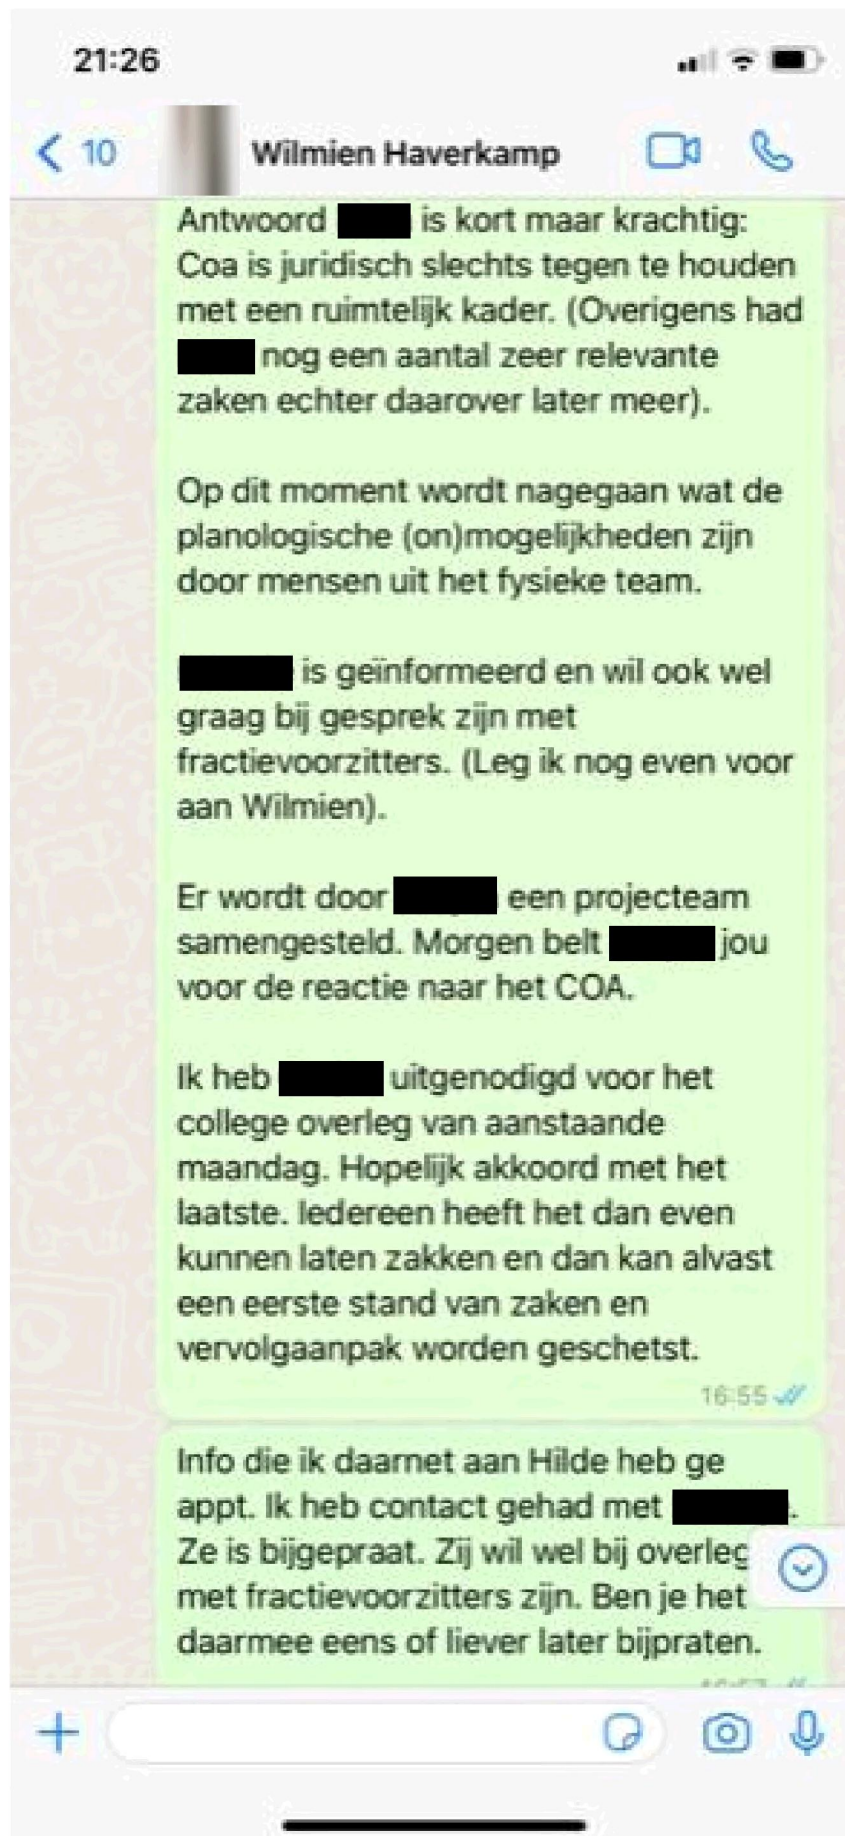 21:26
10
Wilmien Haverkamp
Antwoord is kort maar krachtig:
Coa is juridisch slechts tegen te houden
met een ruimtelijk kader. (Overigens had
nog een aantal zeer relevante
zaken echter daarover later meer).
Op dit moment wordt nagegaan wat de
planologische (on)mogelijkheden zijn
door mensen uit het fysieke team.
is geïnformeerd en wil ook wel
graag bij gesprek zijn met
fractievoorzitters. (Leg ik nog even voor
aan Wilmien).
Er wordt door een projecteam
samengesteld. Morgen belt jou
voor de reactie naar het COA.
Ik heb uitgenodigd voor het
college overleg van aanstaande
maandag. Hopelijk akkoord met het
laatste. Iedereen heeft het dan even
kunnen laten zakken en dan kan alvast
een eerste stand van zaken en
vervolgaanpak worden geschetst.
16:55
Info die ik daarnet aan Hilde heb ge
appt. Ik heb contact gehad met .
Ze is bijgepraat. Zij wil wel bij overleg
met fractievoorzitters zijn. Ben je het
daarmee eens of liever later bijpraten.